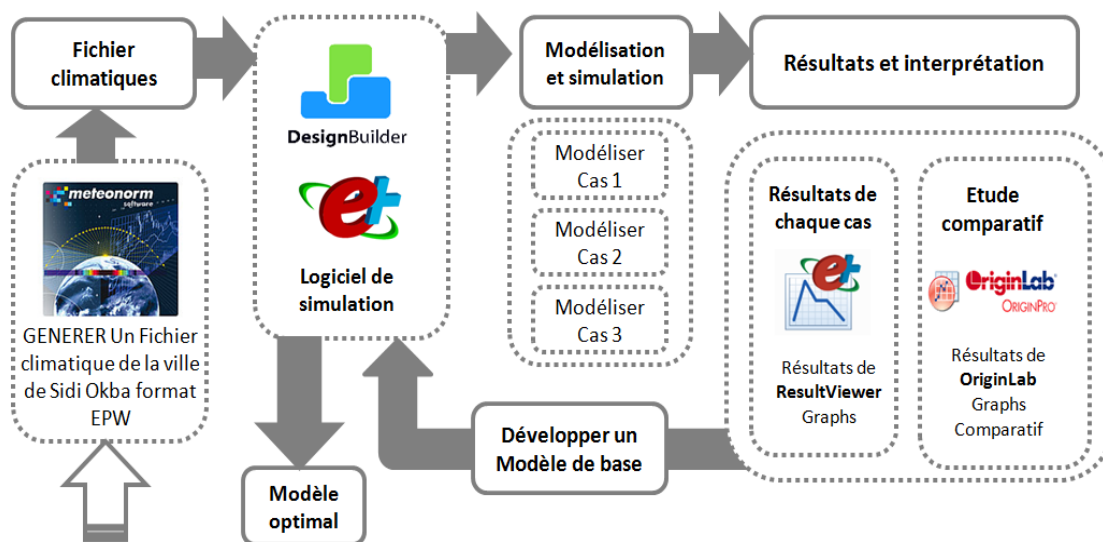 Fichier
climatiques
meteonorm
software
GENERER Un Fichier
climatique de la ville
de Sidi Okba format
EPW
DesignBuilder
e+
Logiciel de
simulation
Modèle
optimal
Modélisation
et simulation
Modéliser
Cas 1
Modéliser
Cas 2
Modéliser
Cas 3
Développer un
Modèle de base
Résultats et interprétation
Résultats de
chaque cas
e+
Résultats de
ResultViewer
Graphs
Etude
comparatif
OriginLab®
ORIGINPRO
Résultats de
OriginLab
Graphs
Comparatif